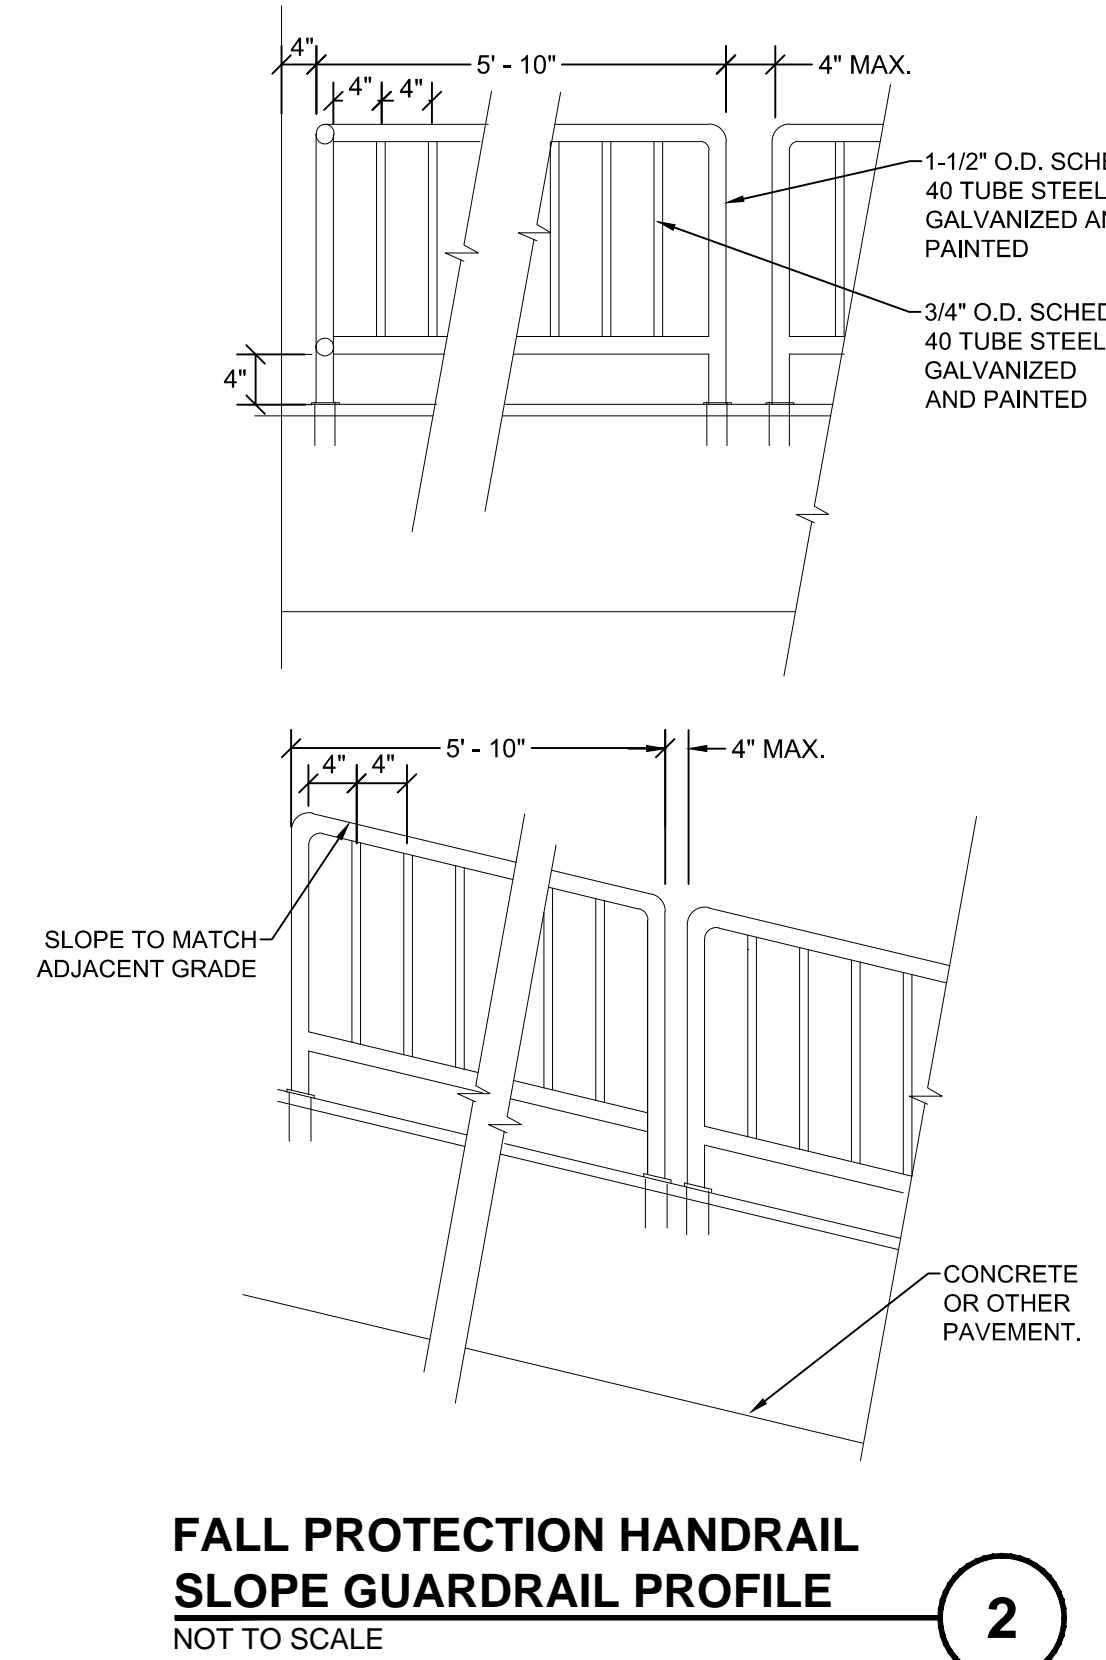 4"
5' - 10"
4" MAX.
4" 4"
1-1/2" O.D.
40 TUBE STEEL
GALVANIZED
PAINTED
3/4" O.D.
40 TUBE STEEL
GALVANIZED
AND PAINTED
4"
5' - 10"
4" MAX.
4" 4"
SLOPE TO MATCH
ADJACENT GRADE
CONCRETE
OR OTHER
PAVEMENT.
FALL PROTECTION HANDRAIL
SLOPE GUARDRAIL PROFILE
2
NOT TO SCALE